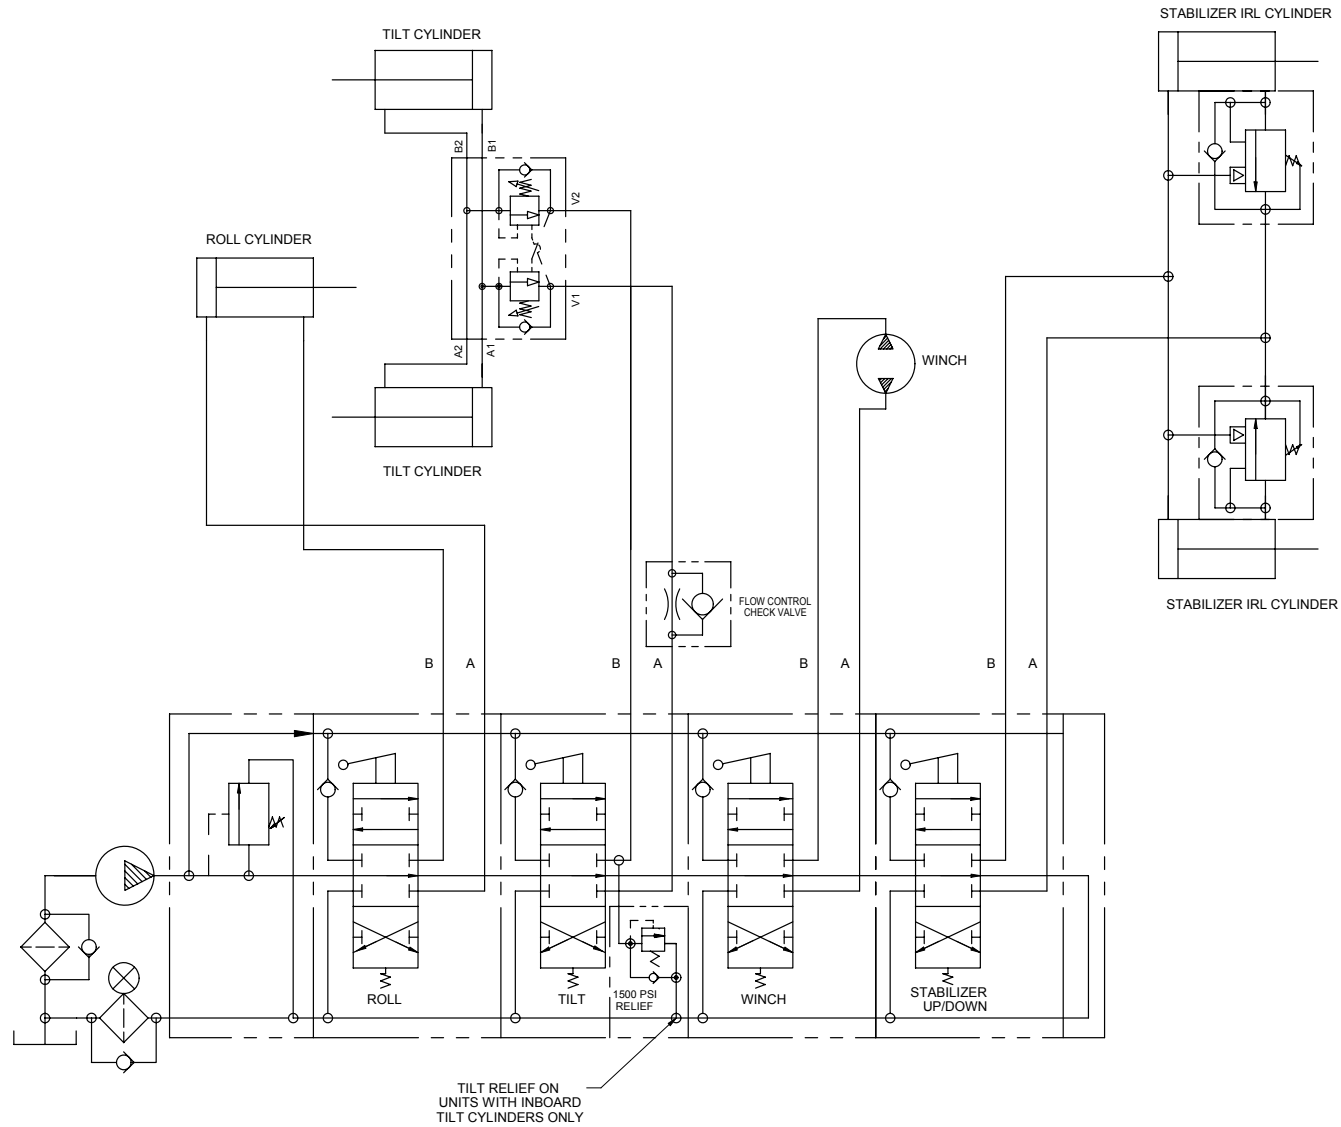 STABILIZER IRL CYLINDER
TILT CYLINDER
B2
B1
V2
ROLL CYLINDER
V1
A2
A1
WINCH
TILT CYLINDER
FLOW CONTROL
CHECK VALVE
STABILIZER IRL CYLINDER
B
A
B
A
B
A
B
A
ROLL
TILT
1500 PSI
RELIEF
WINCH
STABILIZER
UP/DOWN
TILT RELIEF ON
UNITS WITH INBOARD
TILT CYLINDERS ONLY